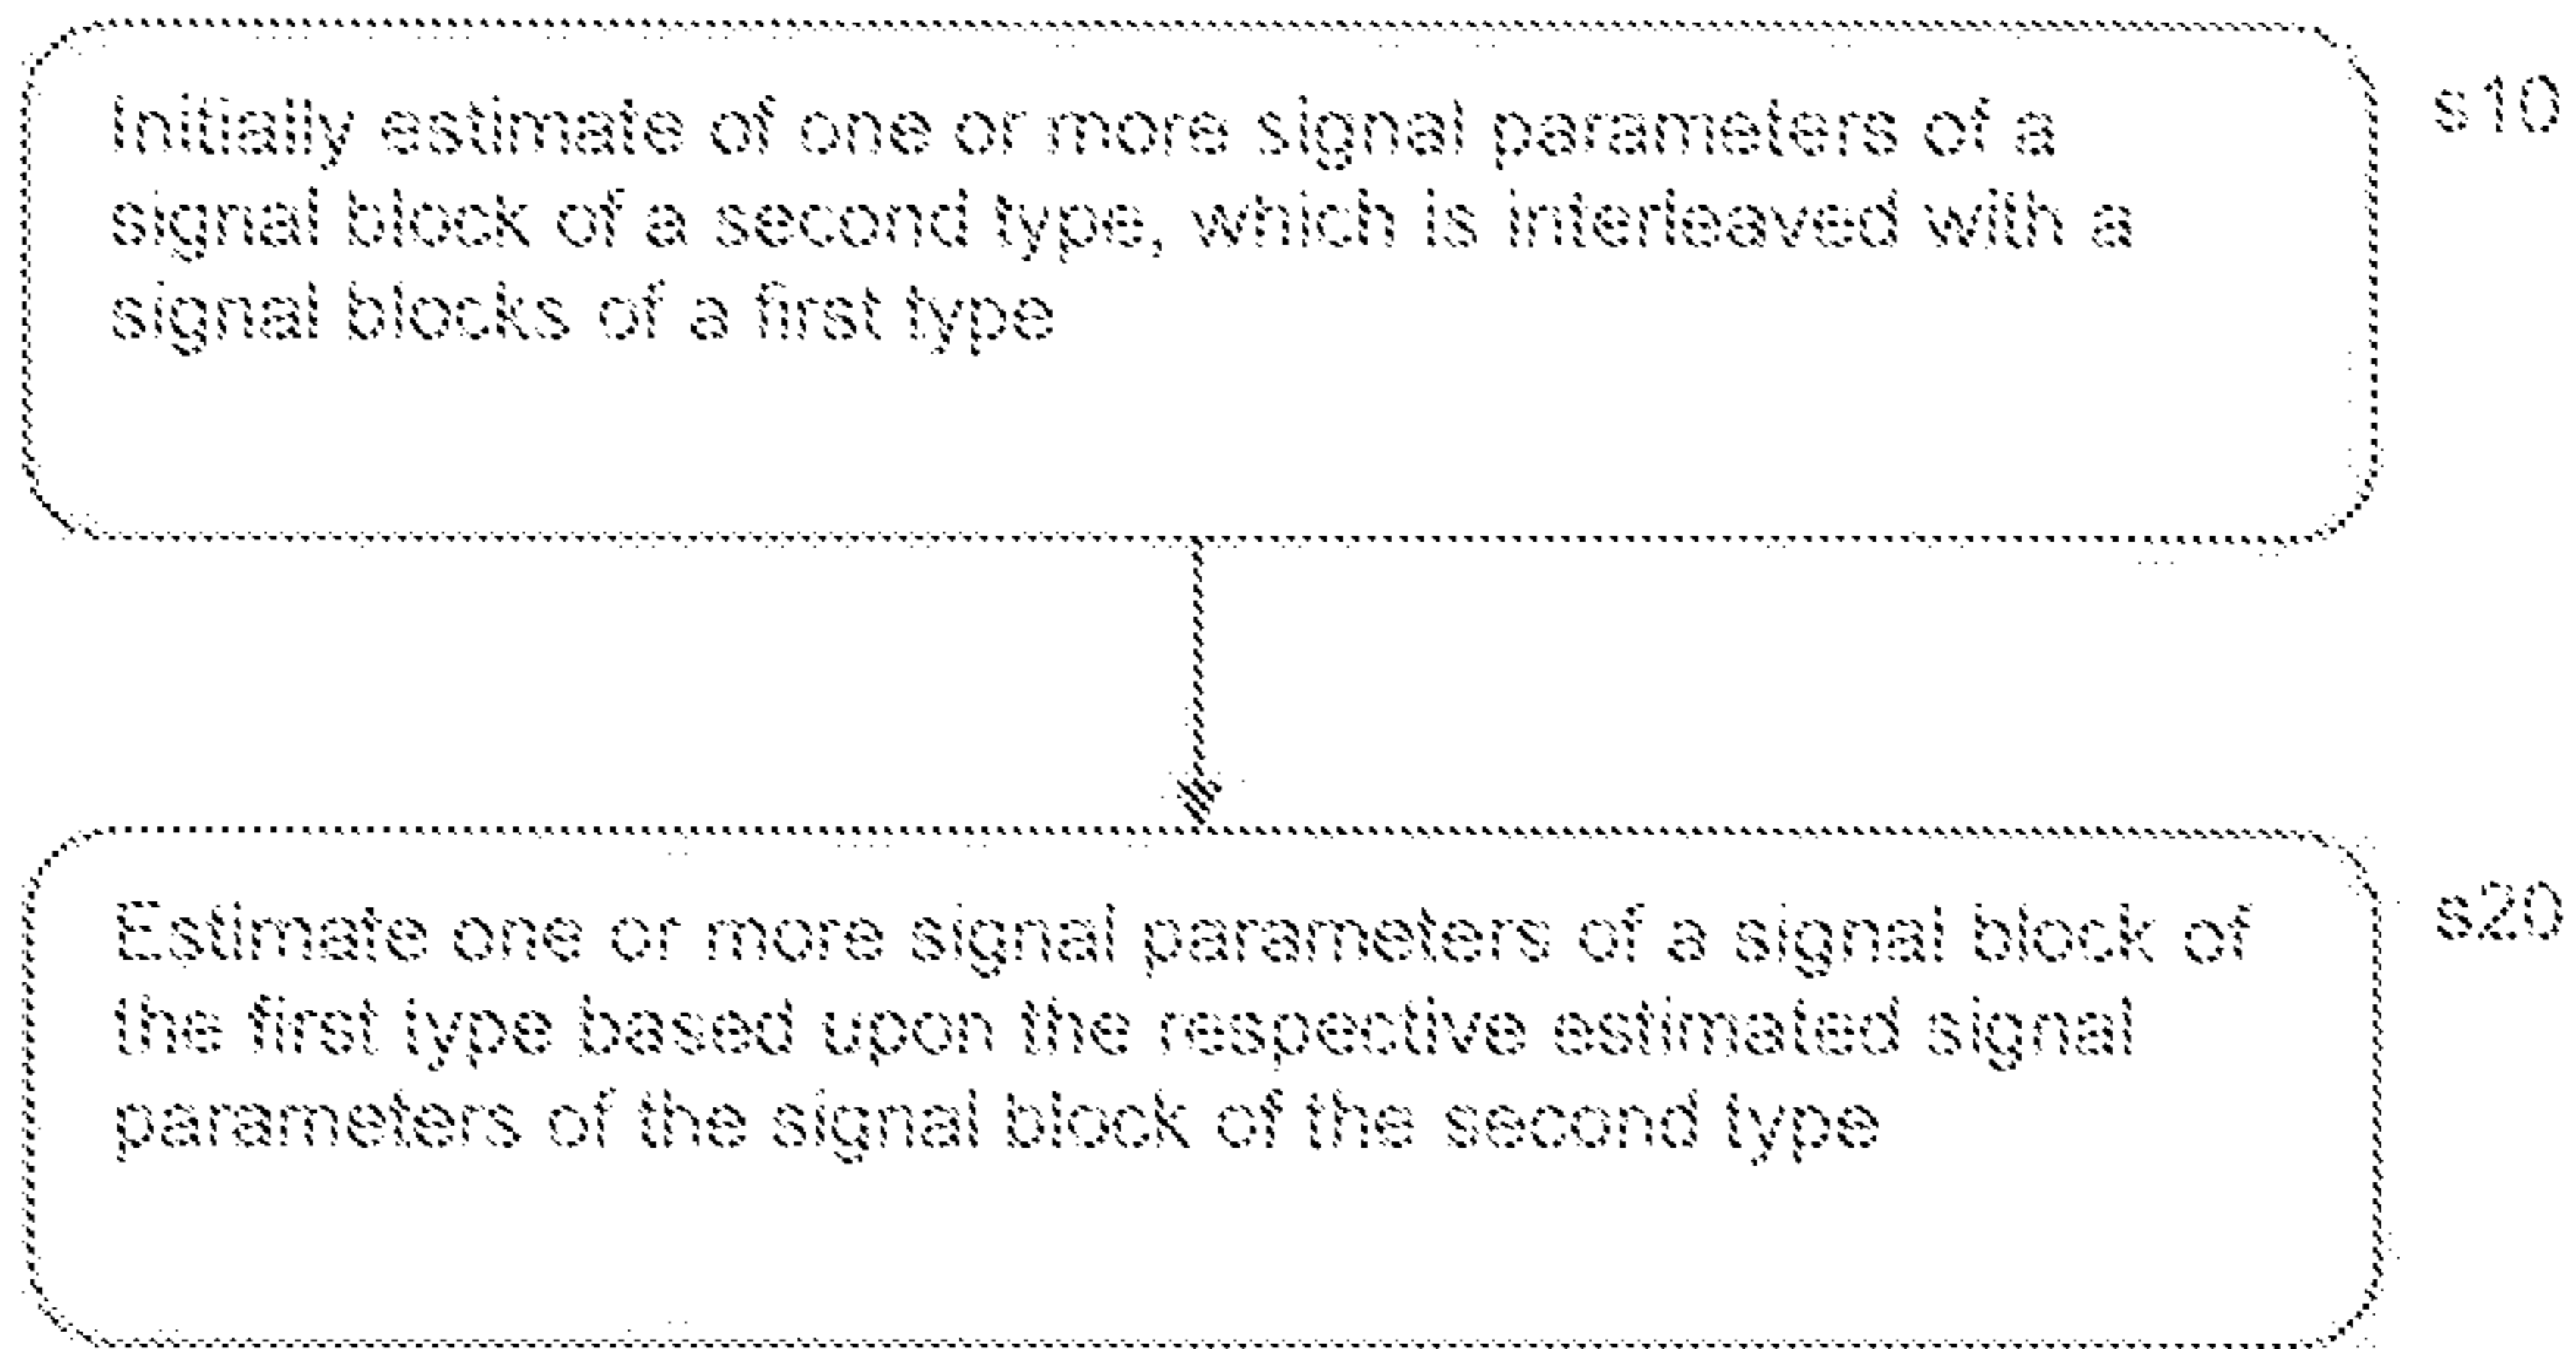 Initially estimate of one or more signal parameters of a
signal block of a second type, which is interleaved with a
signal blocks of a first type
s10
Estimate one or more signal parameters of a signal block of
the first type based upon the respective estimated signal
parameters of the signal block of the second type
s20